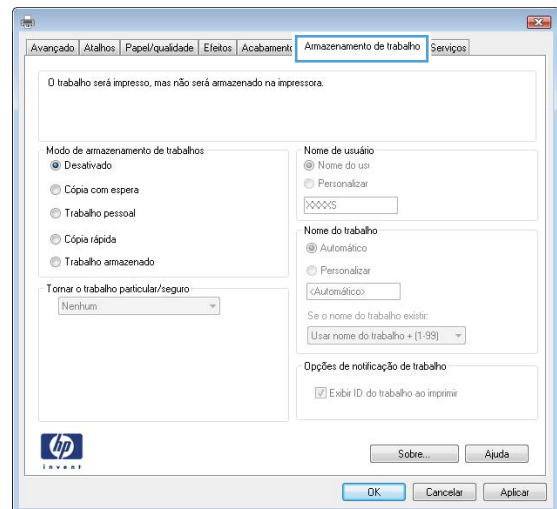 Avançado Atalhos Papel/qualidade Efeitos Acabamento Armazenamento de trabalho Serviços
O trabalho será impresso, mas não será armazenado na impressora.
Modo de armazenamento de trabalhos
Desativado
Cópia com espera
Trabalho pessoal
Cópia rápida
Trabalho armazenado
Tornar o trabalho particular/seguro
Nenhum
Nome de usuário
Nome do usu
Personalizar
XXXXS
Nome do trabalho
Automático
Personalizar
<Automático>
Se o nome do trabalho existir:
Usar nome do trabalho + (1-99)
Opções de notificação de trabalho
Exibir ID do trabalho ao imprimir
hp
invent
Sobre... Ajuda
OK Cancelar Aplicar